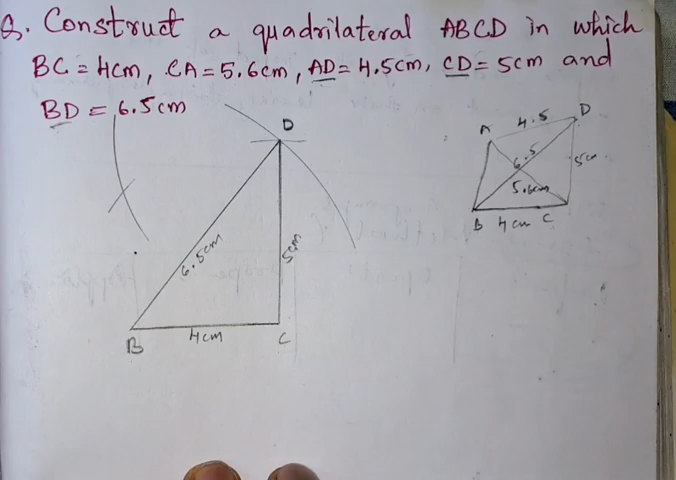 Q. Construct a quadrilateral ABCD in which
BC = 4cm, CA = 5.6cm, AD = 4.5cm, CD = 5cm and
BD = 6.5cm
D
6.5cm
5cm
B
4cm
C
A
4.5
D
6.5
5cm
5.6cm
B
4cm
C